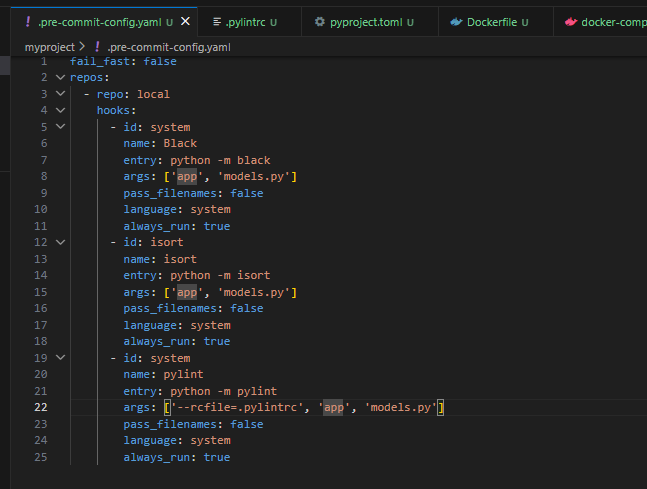 .pre-commit-config.yaml U .pylintrc U pyproject.toml U Dockerfile U docker-comp
myproject > .pre-commit-config.yaml
1 fail_fast: false
2 repos:
3 - repo: local
4 hooks:
5 - id: system
6 name: Black
7 entry: python -m black
8 args: ['app', 'models.py']
9 pass_filenames: false
10 language: system
11 always_run: true
12 - id: isort
13 name: isort
14 entry: python -m isort
15 args: ['app', 'models.py']
16 pass_filenames: false
17 language: system
18 always_run: true
19 - id: system
20 name: pylint
21 entry: python -m pylint
22 args: ['--rcfile=.pylintrc', 'app', 'models.py']
23 pass_filenames: false
24 language: system
25 always_run: true